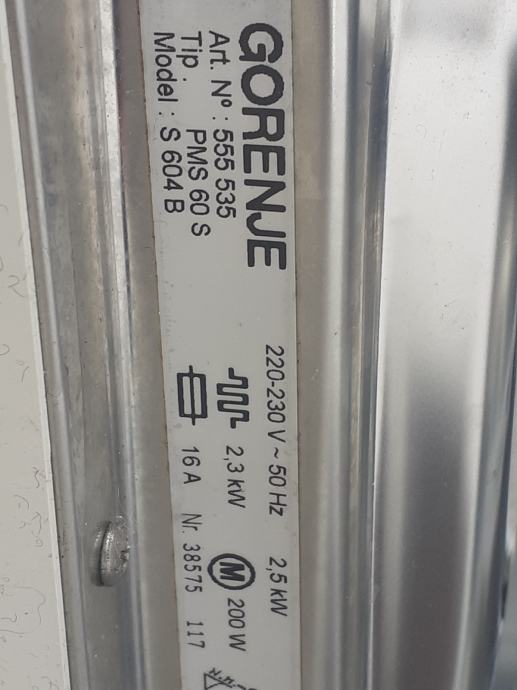 GORENJE
Art. Nº : 555 535
Tip : PMS 60 S
Model : S 604 B
220-230 V ~ 50 Hz 2,5 kW
2,3 kW M 200 W
16 A Nr. 38575 117